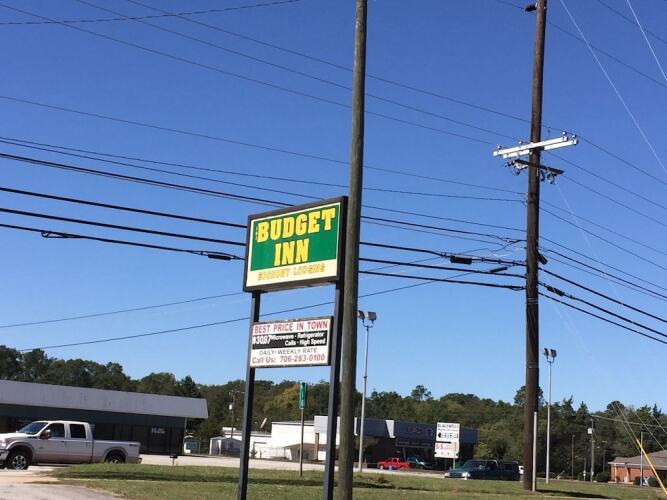 BUDGET
INN
ECONOMY LODGING
BEST PRICE IN TOWN
Microwave • Refrigerator
Calls • High Speed
DAILY • WEEKLY RATE
Call Us: 706-283-0100